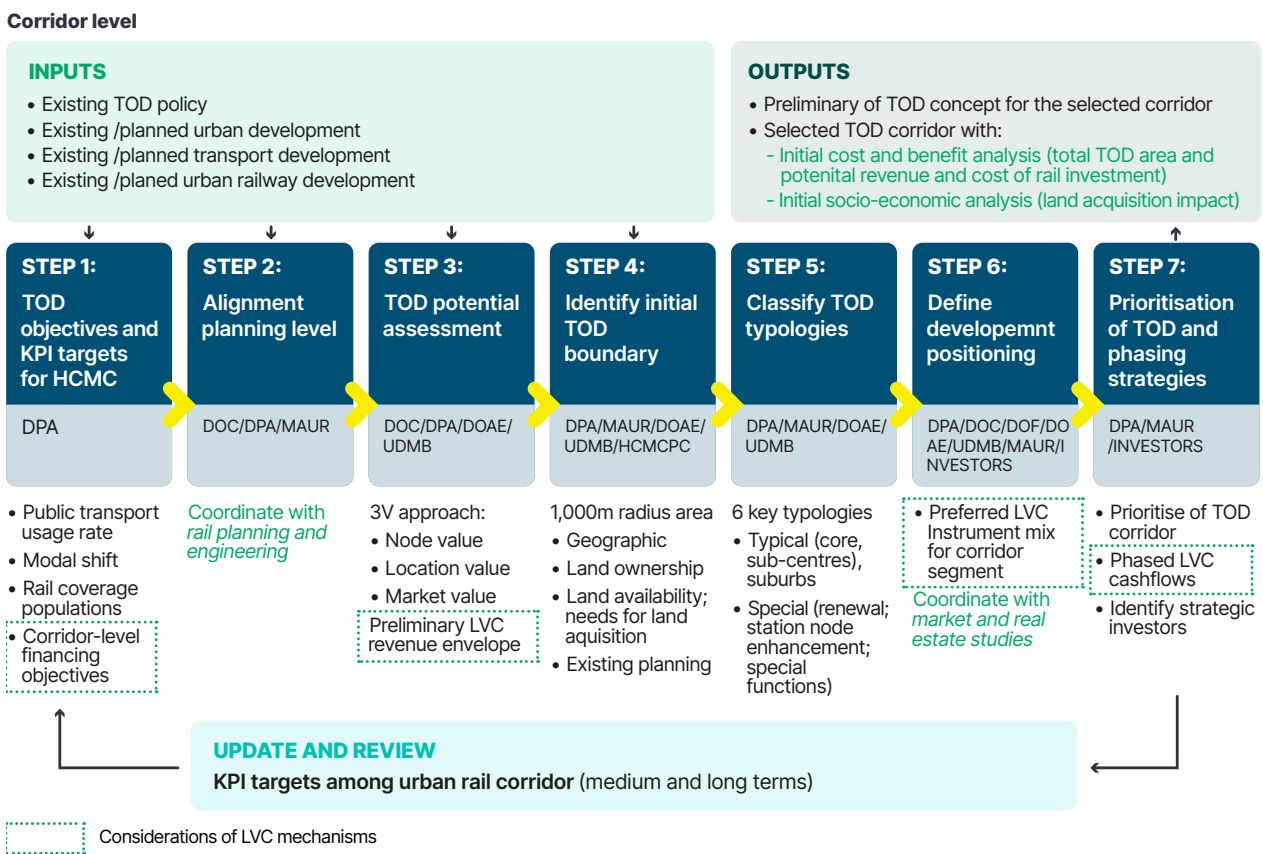 Corridor level
INPUTS
• Existing TOD policy
• Existing /planned urban development
• Existing /planned transport development
• Existing /planed urban railway development
OUTPUTS
• Preliminary of TOD concept for the selected corridor
• Selected TOD corridor with:
- Initial cost and benefit analysis (total TOD area and
potenital revenue and cost of rail investment)
- Initial socio-economic analysis (land acquisition impact)
STEP 1:
TOD
objectives and
KPI targets
for HCMC
DPA
• Public transport
usage rate
• Modal shift
• Rail coverage
populations
• Corridor-level
financing
objectives
STEP 2:
Alignment
planning level
DOC/DPA/MAUR
Coordinate with
rail planning and
engineering
STEP 3:
TOD potential
assessment
DOC/DPA/DOAE/
UDMB
3V approach:
• Node value
• Location value
• Market value
Preliminary LVC
revenue envelope
STEP 4:
Identify initial
TOD
boundary
DPA/MAUR/DOAE/
UDMB/HCMCPC
1,000m radius area
• Geographic
• Land ownership
• Land availability;
needs for land
aquisition
• Existing planning
STEP 5:
Classify TOD
typologies
DPA/MAUR/DOAE/
UDMB
6 key typologies
• Typical (core,
sub-centres),
suburbs
• Special (renewal;
station node
enhancement;
special
functions)
STEP 6:
Define
developemnt
positioning
DPA/DOC/DOF/DO
AE/UDMB/MAUR/I
NVESTORS
• Preferred LVC
Instrument mix
for corridor
segment
Coordinate with
market and real
estate studies
STEP 7:
Prioritisation
of TOD and
phasing
strategies
DPA/MAUR
/INVESTORS
• Prioritise of TOD
corridor
• Phased LVC
cashflows
• Identify strategic
investors
UPDATE AND REVIEW
KPI targets among urban rail corridor (medium and long terms)
Considerations of LVC mechanisms